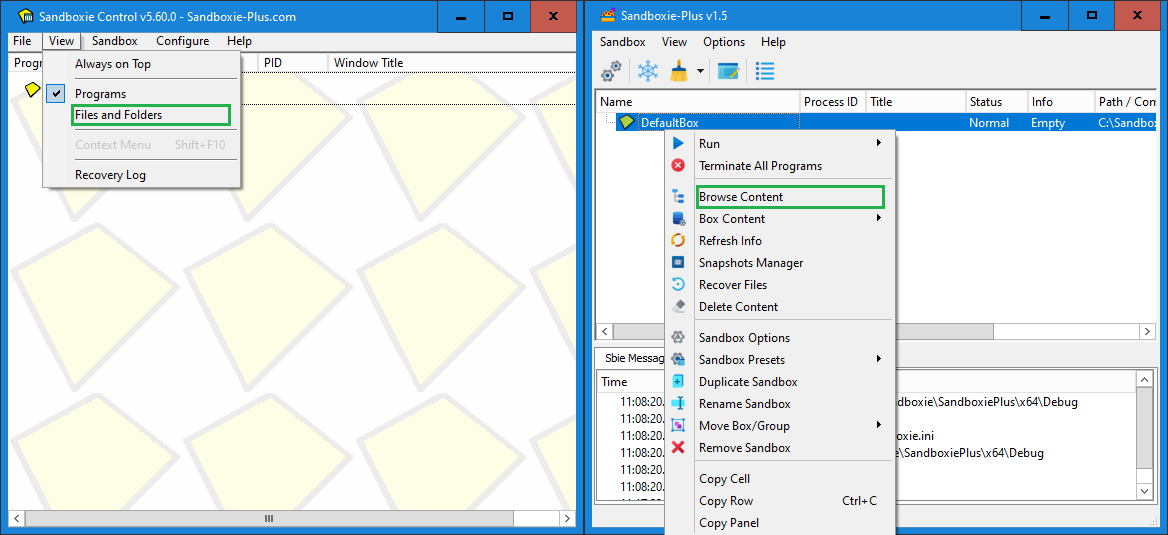 Sandboxie Control v5.60.0 - Sandboxie-Plus.com
File View Sandbox Configure Help
PID Window Title
Always on Top
Programs
Files and Folders
Context Menu Shift+F10
Recovery Log
Sandboxie-Plus v1.5
Sandbox View Options Help
Name Process ID Title Status Info Path / Com
DefaultBox Normal Empty C:\Sandbo
Run
Terminate All Programs
Browse Content
Box Content
Refresh Info
Snapshots Manager
Recover Files
Delete Content
Sandbox Options
Sandbox Presets
Duplicate Sandbox
Rename Sandbox
Move Box/Group
Remove Sandbox
Copy Cell
Copy Row Ctrl+C
Copy Panel
Sbie Messag
Time
11:08:20. dboxie\SandboxiePlus\x64\Debug
11:08:20.
11:08:20. oxie.ini
11:08:20. e\SandboxiePlus\x64\Debug
11:08:20.
11:08:20.